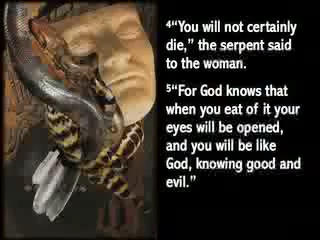 ⁴“You will not certainly
die,” the serpent said
to the woman.
⁵“For God knows that
when you eat of it your
eyes will be opened,
and you will be like
God, knowing good and
evil.”